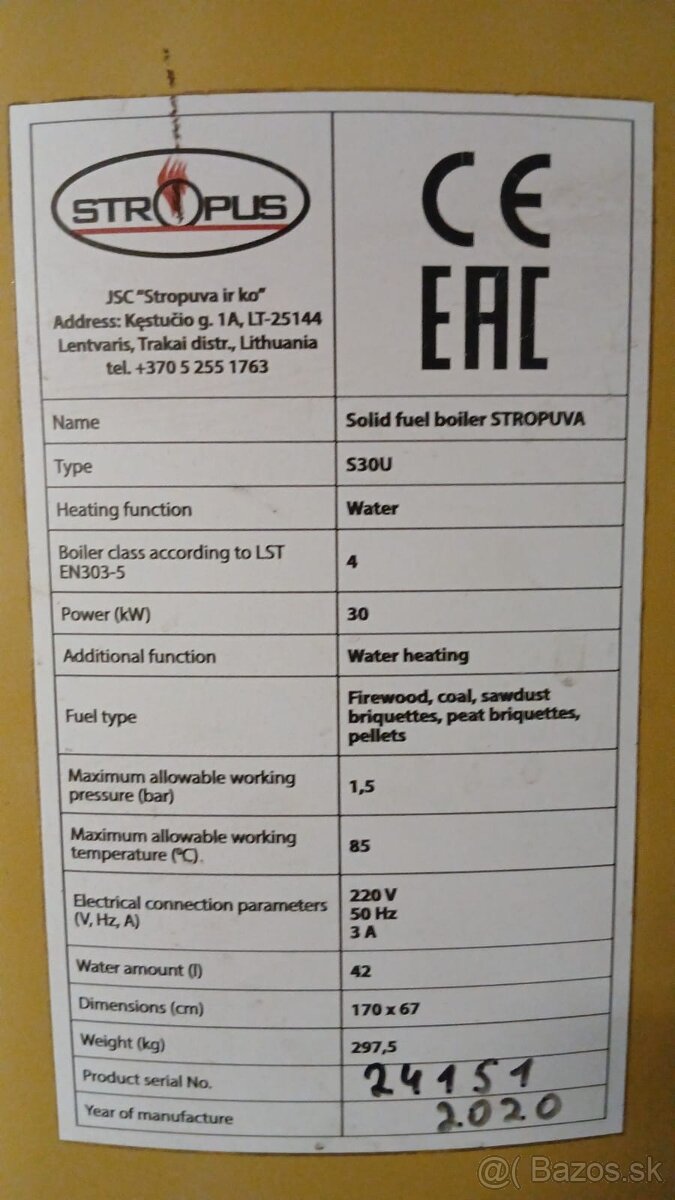 STROPUS
JSC "Stropuva ir ko"
Address: Kęstučio g. 1A, LT-25144
Lentvaris, Trakai distr., Lithuania
tel. +370 5 255 1763
CE
EAC
Name
Solid fuel boiler STROPUVA
Type
S30U
Heating function
Water
Boiler class according to LST
EN303-5
4
Power (kW)
30
Additional function
Water heating
Fuel type
Firewood, coal, sawdust
briquettes, peat briquettes,
pellets
Maximum allowable working
pressure (bar)
1,5
Maximum allowable working
temperature (°C).
85
Electrical connection parameters
(V, Hz, A)
220 V
50 Hz
3 A
Water amount (l)
42
Dimensions (cm)
170 x 67
Weight (kg)
297,5
Product serial No.
24151
Year of manufacture
2020
@( Bazos.sk